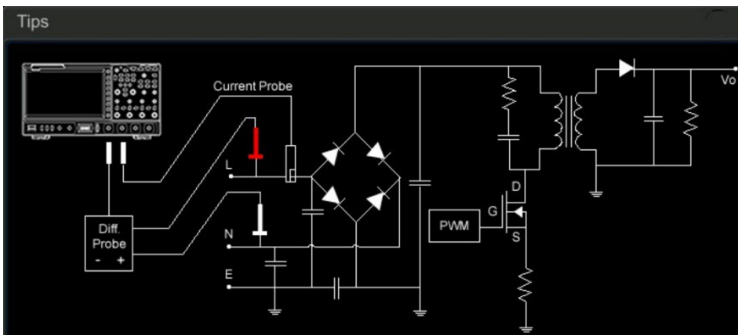 Tips
Current Probe
Vo
L
D
G
PWM
S
N
Diff.
Probe
- +
E